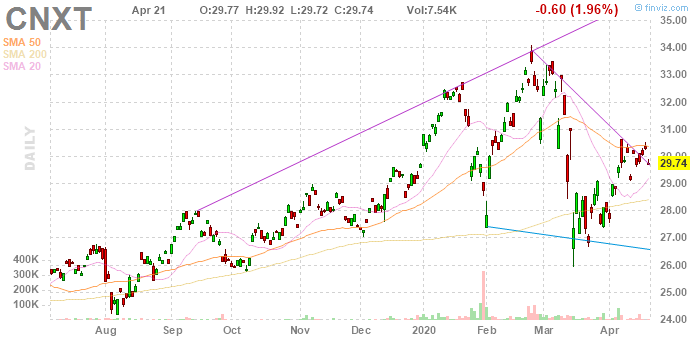 CNXT
Apr 21 O:29.77 H:29.92 L:29.72 C:29.74 Vol:7.54K -0.60 (1.96%)
© finviz.com
SMA 50
SMA 200
SMA 20
DAILY
35.00
34.00
33.00
32.00
31.00
30.00
29.74
29.00
28.00
27.00
26.00
25.00
24.00
400K
300K
200K
100K
Aug Sep Oct Nov Dec 2020 Feb Mar Apr